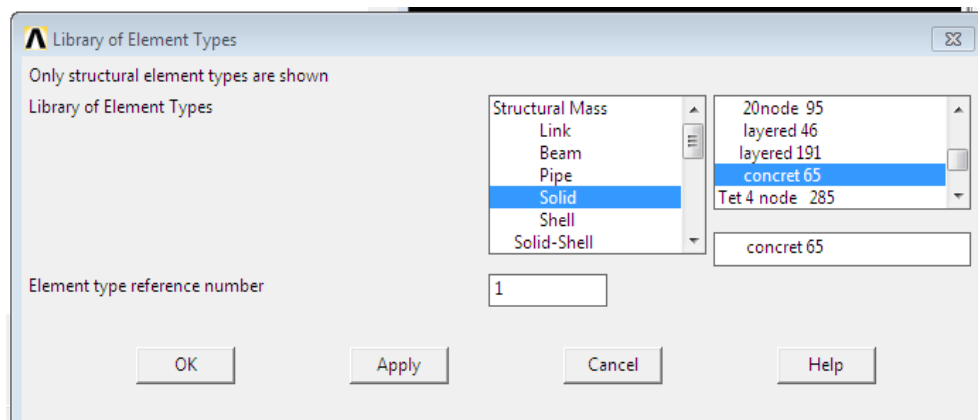 Library of Element Types
Only structural element types are shown
Library of Element Types
Structural Mass
Link
Beam
Pipe
Solid
Shell
Solid-Shell
20node 95
layered 46
layered 191
concret 65
Tet 4 node 285
concret 65
Element type reference number
1
OK
Apply
Cancel
Help